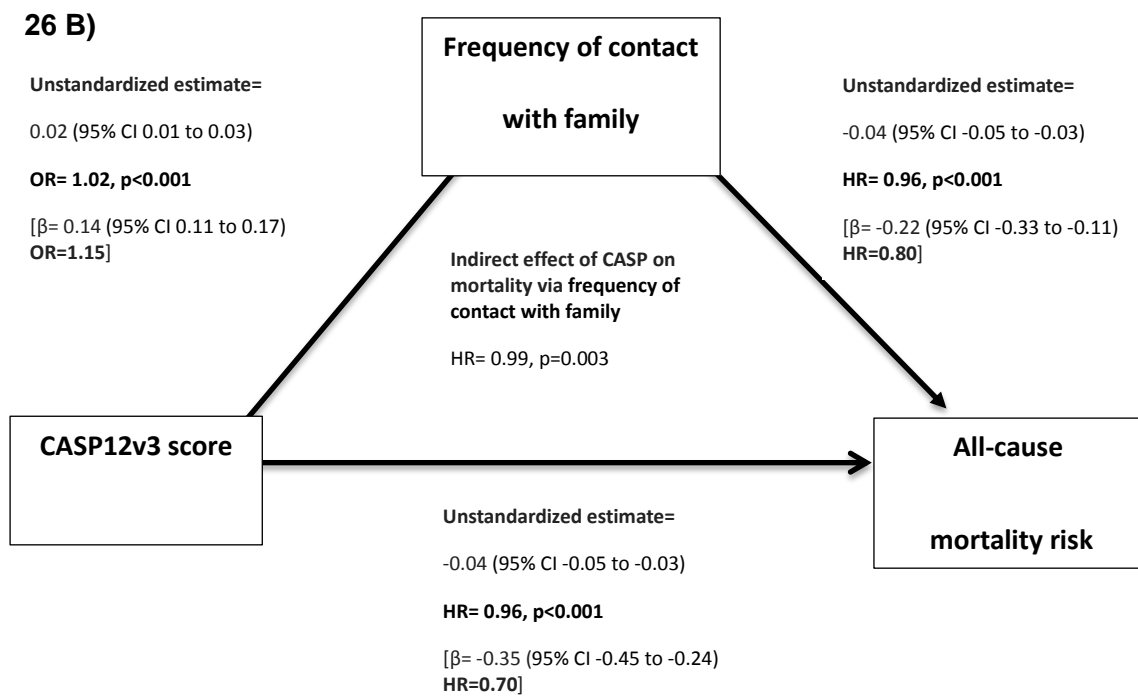 26 B)
Frequency of contact
with family
Unstandardized estimate=
0.02 (95% CI 0.01 to 0.03)
OR= 1.02, p<0.001
[β= 0.14 (95% CI 0.11 to 0.17)
OR=1.15]
Unstandardized estimate=
-0.04 (95% CI -0.05 to -0.03)
HR= 0.96, p<0.001
[β= -0.22 (95% CI -0.33 to -0.11)
HR=0.80]
Indirect effect of CASP on
mortality via frequency of
contact with family
HR= 0.99, p=0.003
CASP12v3 score
All-cause
mortality risk
Unstandardized estimate=
-0.04 (95% CI -0.05 to -0.03)
HR= 0.96, p<0.001
[β= -0.35 (95% CI -0.45 to -0.24)
HR=0.70]